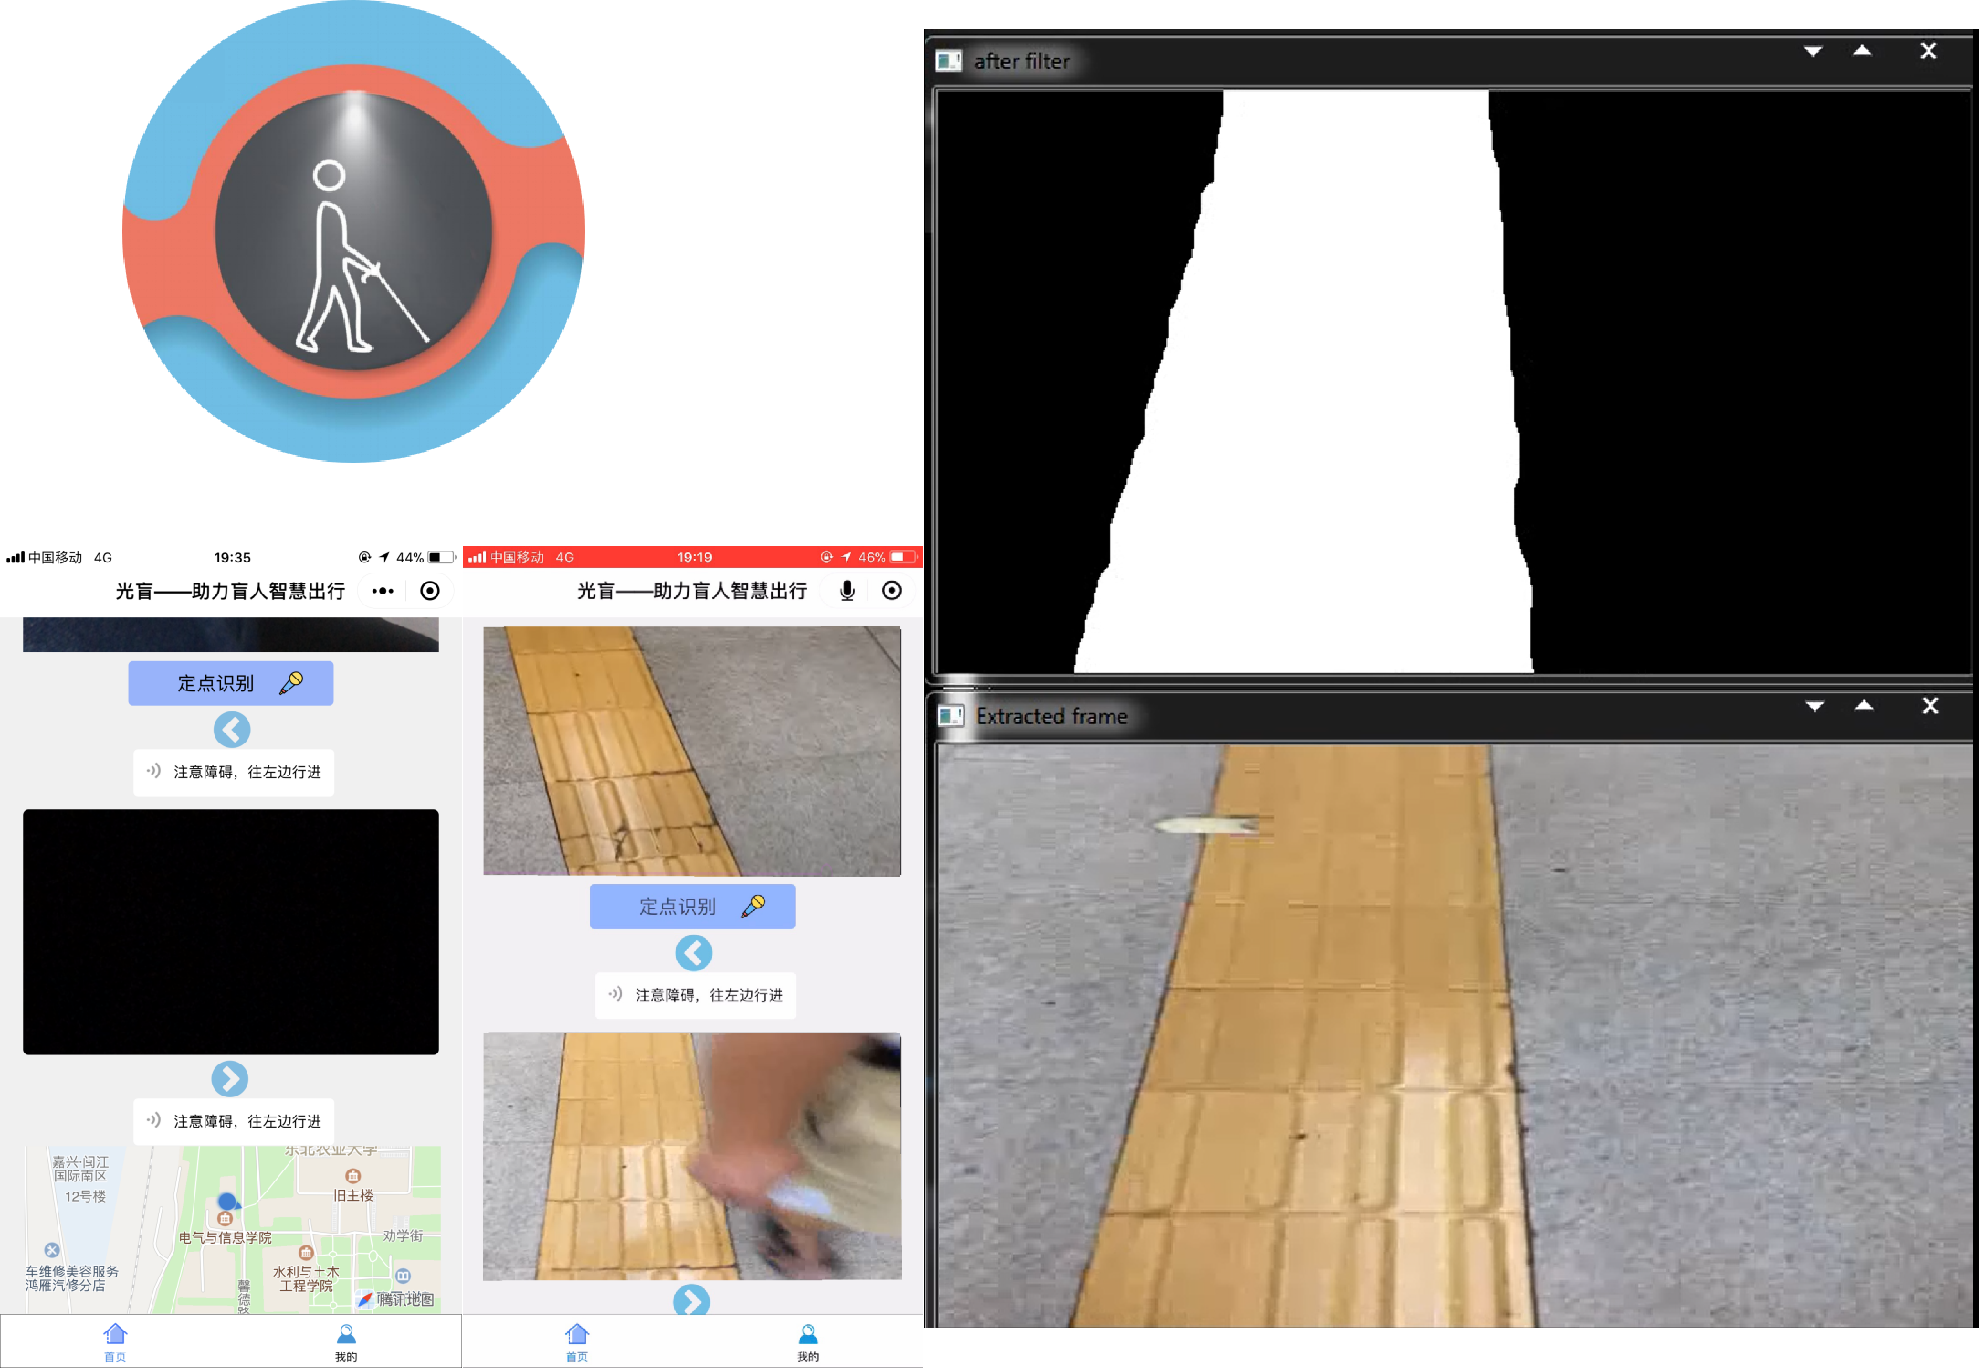 after filter
中国移动 4G 19:35 44%
光盲——助力盲人智慧出行
定点识别
注意障碍，往左边行进
注意障碍，往左边行进
东北农业大学
嘉兴·闽江
国际南区
12号楼
旧主楼
电气与信息学院
劝学街
水利与土木
工程学院
车维修美容服务
鸿雁汽修分店
馨德路
腾讯地图
首页
我的
中国移动 4G 19:19 46%
光盲——助力盲人智慧出行
定点识别
注意障碍，往左边行进
首页
我的
Extracted frame